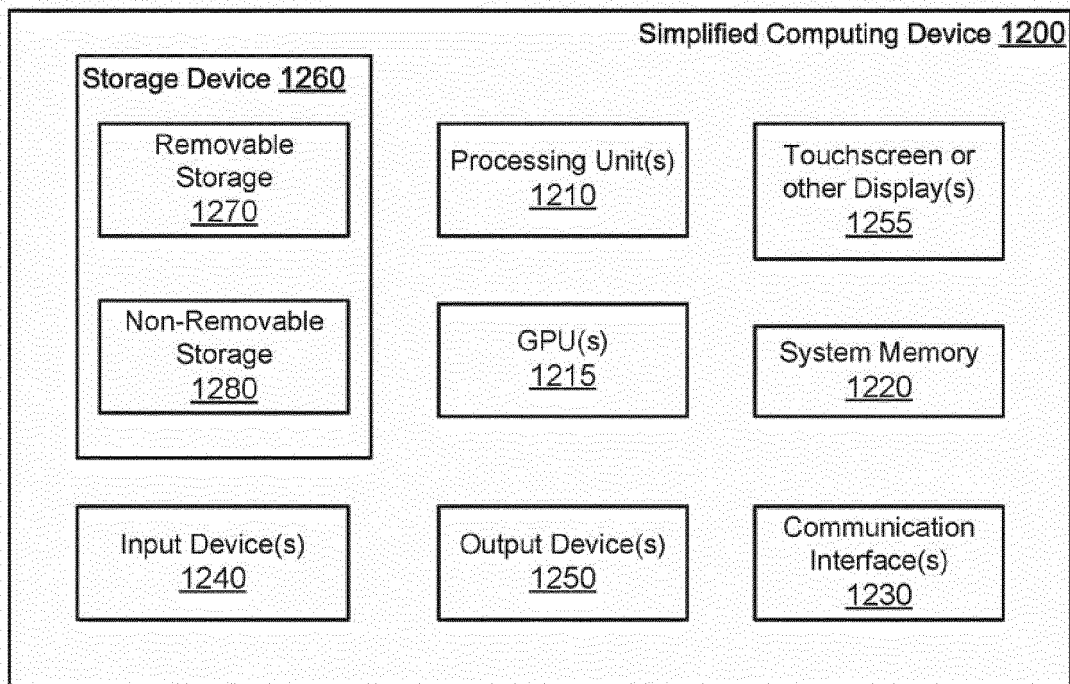 Simplified Computing Device 1200
Storage Device 1260
Removable
Storage
1270
Non-Removable
Storage
1280
Processing Unit(s)
1210
Touchscreen or
other Display(s)
1255
GPU(s)
1215
System Memory
1220
Input Device(s)
1240
Output Device(s)
1250
Communication
Interface(s)
1230